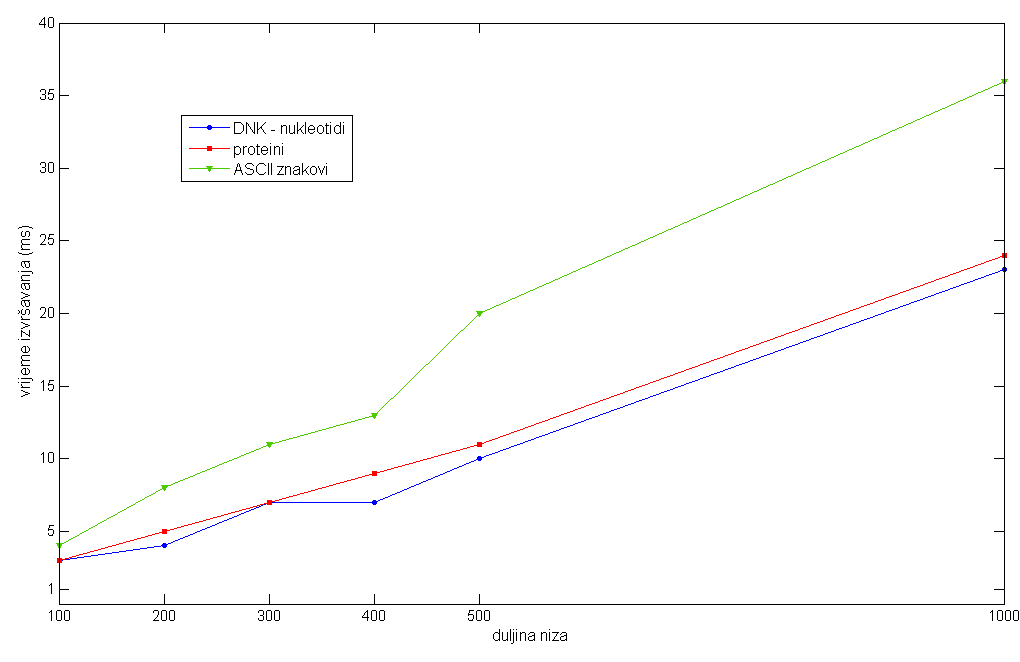 40
35
30
25
20
15
10
5
1
vrijeme izvršavanja (ms)
DNK - nukleotidi
proteini
ASCII znakovi
100 200 300 400 500 1000
duljina niza